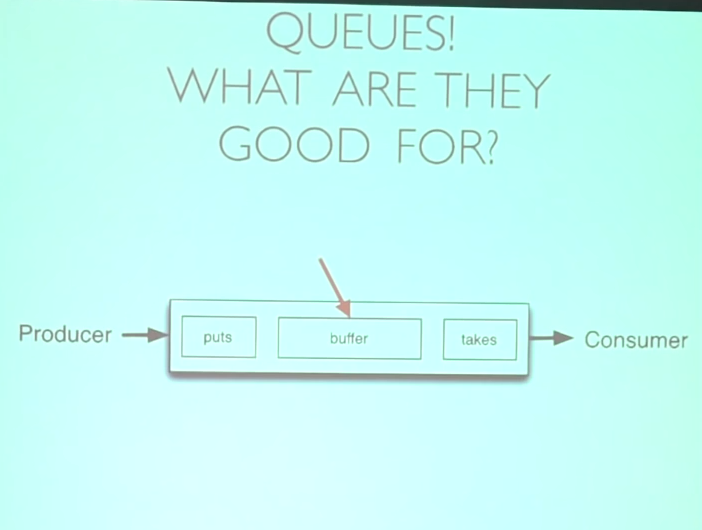 QUEUES!
WHAT ARE THEY
GOOD FOR?
Producer
puts
buffer
takes
Consumer